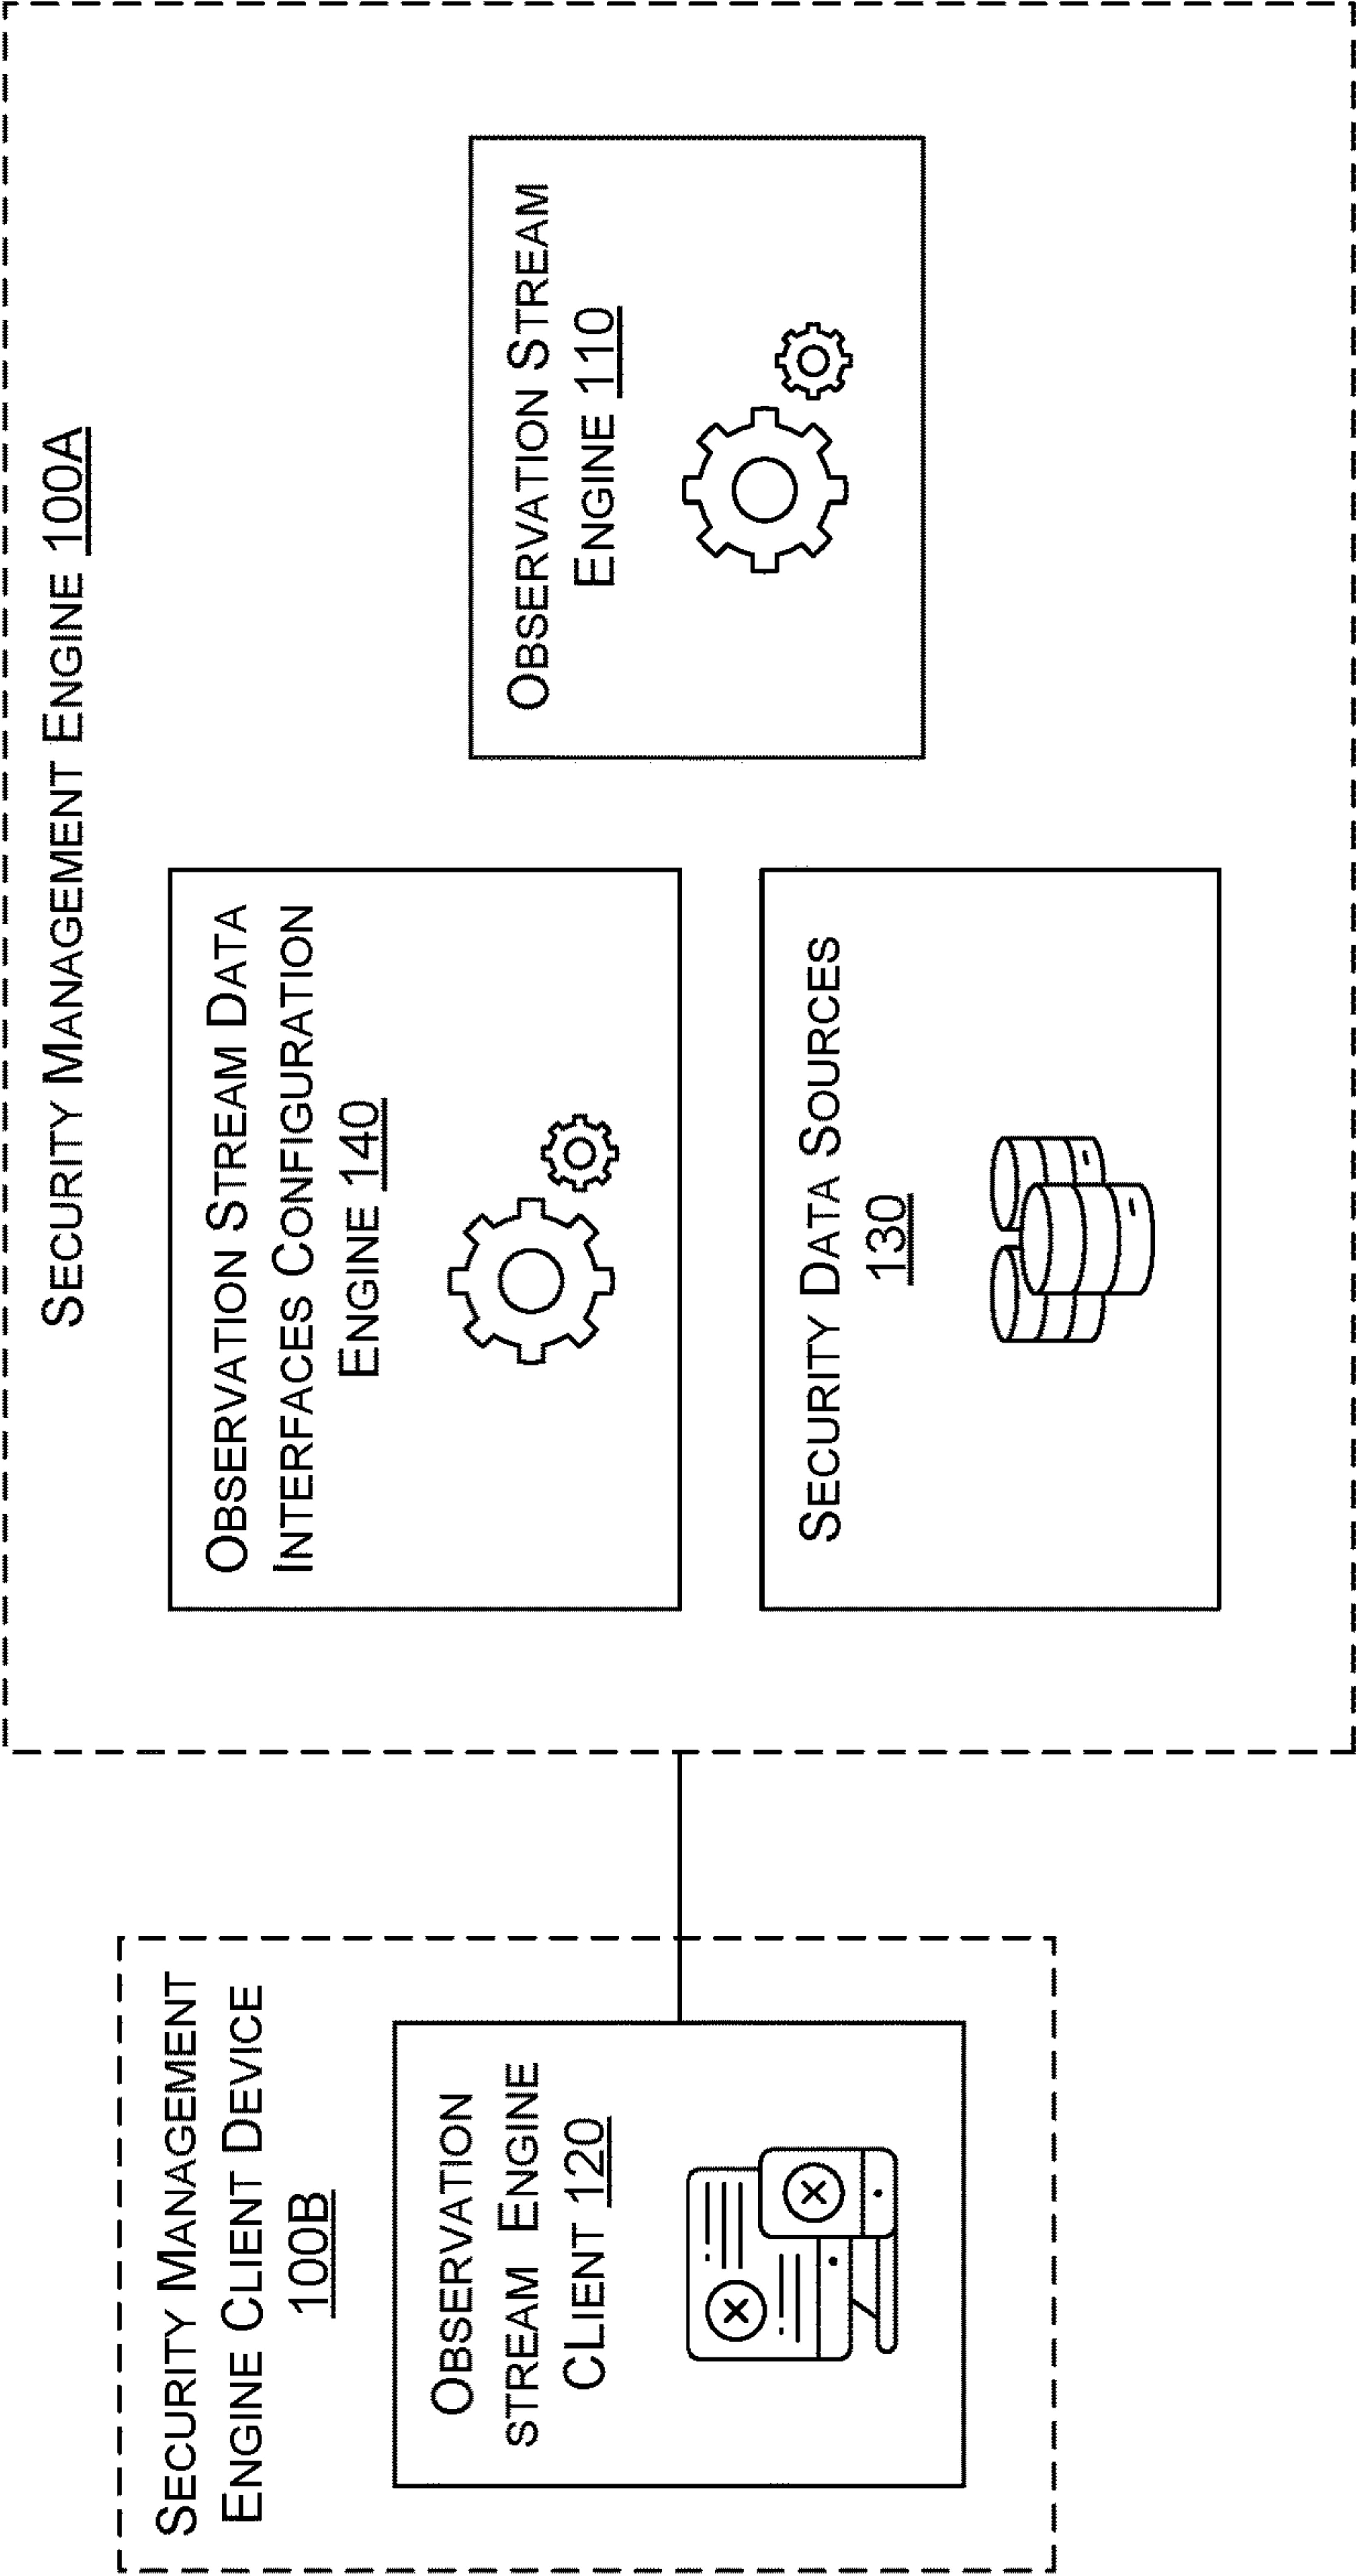 SECURITY MANAGEMENT ENGINE 100A
SECURITY MANAGEMENT
ENGINE CLIENT DEVICE
100B
OBSERVATION
STREAM ENGINE
CLIENT 120
OBSERVATION STREAM DATA
INTERFACES CONFIGURATION
ENGINE 140
SECURITY DATA SOURCES
130
OBSERVATION STREAM
ENGINE 110